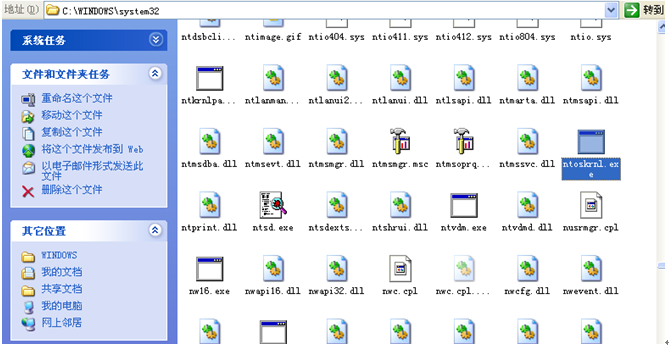 地址(D) C:\WINDOWS\system32 转到
系统任务
文件和文件夹任务
重命名这个文件
移动这个文件
复制这个文件
将这个文件发布到 Web
以电子邮件形式发送此
文件
删除这个文件
其它位置
WINDOWS
我的文档
共享文档
我的电脑
网上邻居
ntdsbcli... ntimage.gif ntio404.sys ntio411.sys ntio412.sys ntio804.sys ntio.sys
ntkrnlpa... ntlanman... ntlanui2... ntlanui.dll ntlsapi.dll ntmarta.dll ntmsapi.dll
ntmsdba.dll ntmsevt.dll ntmsmgr.dll ntmsmgr.msc ntmsoprq... ntmssvc.dll ntoskrnl.ex
e
ntprint.dll ntsd.exe ntsdexts... ntshrui.dll ntvdm.exe ntvdmd.dll nusrmgr.cpl
nw16.exe nwapi16.dll nwapi32.dll nwc.cpl nwc.cpl.... nwcfg.dll nwevent.dll